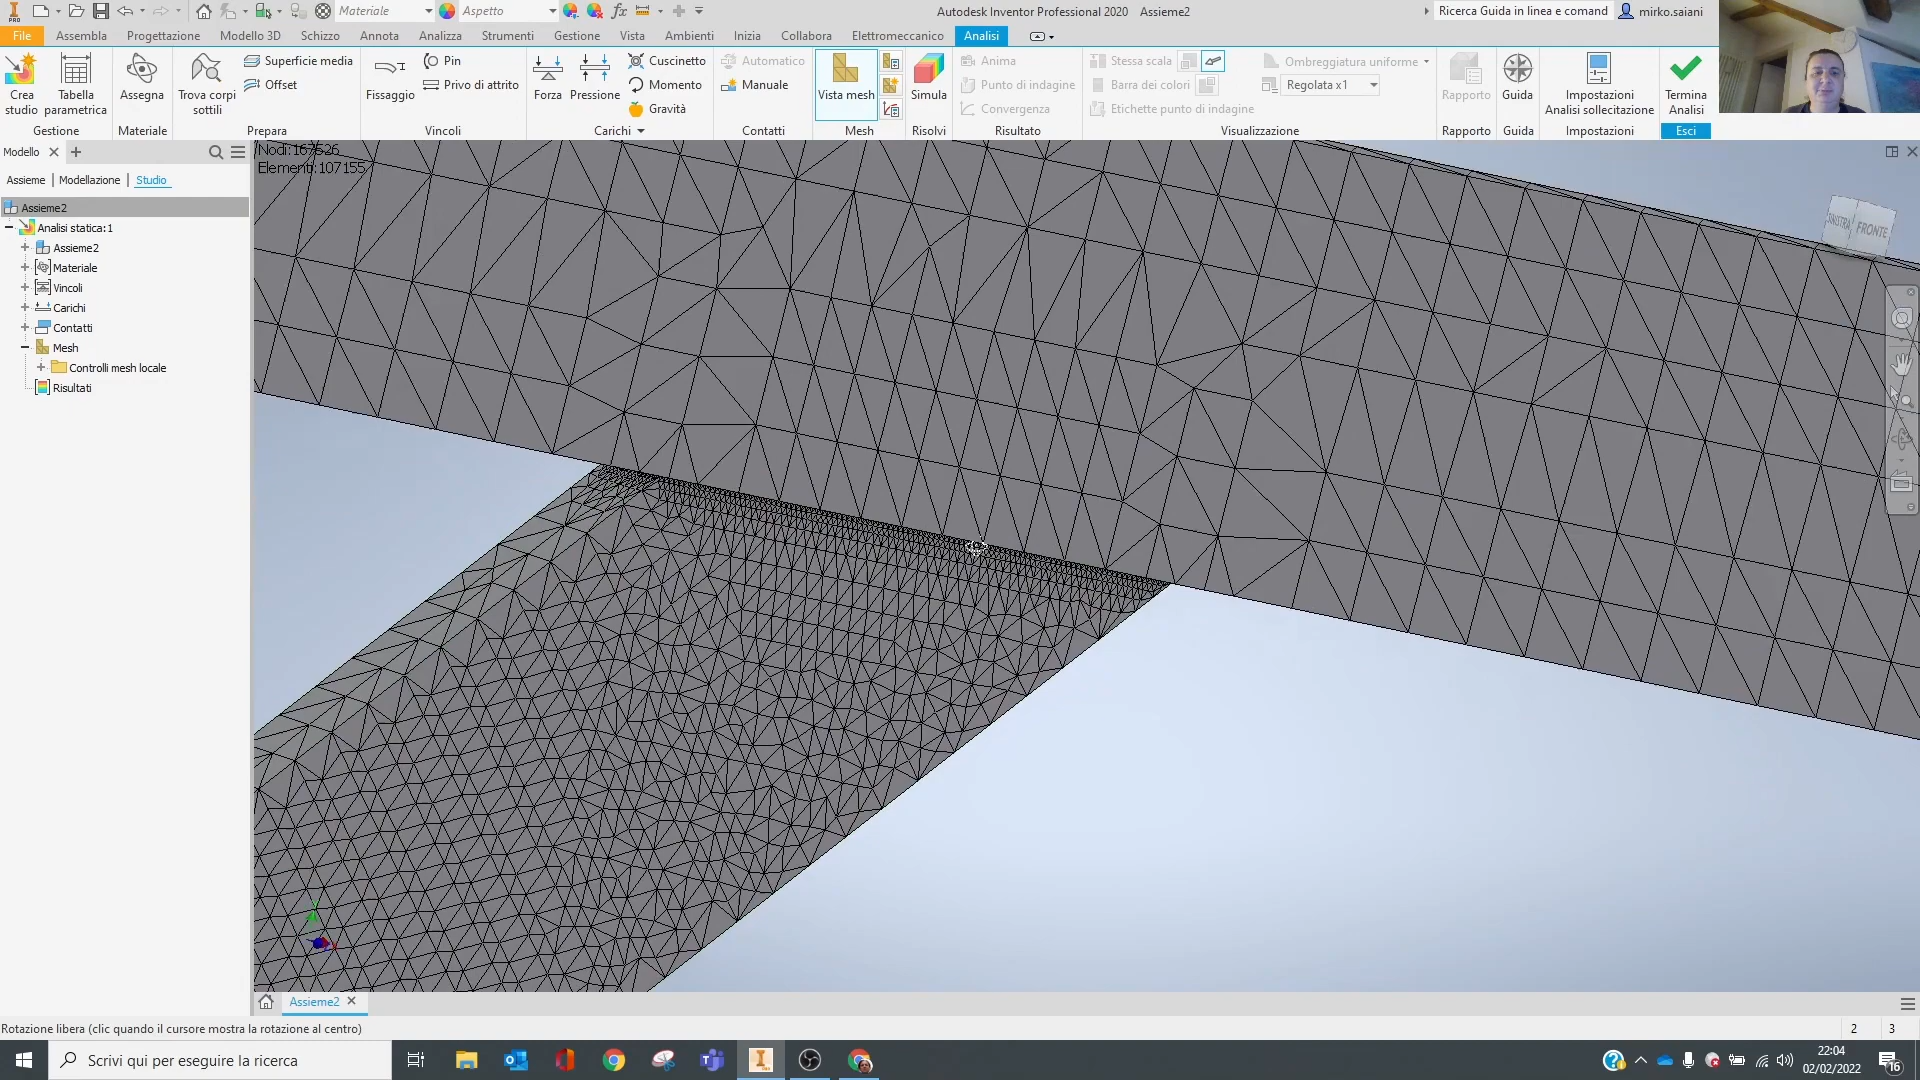 Materiale
Aspetto
fx
Autodesk Inventor Professional 2020 Assieme2
Ricerca Guida in linea e comand
mirko.saiani
File Assembla Progettazione Modello 3D Schizzo Annota Analizza Strumenti Gestione Vista Ambienti Inizia Collabora Elettromeccanico Analisi
Crea studio
Tabella parametrica
Gestione
Assegna
Materiale
Trova corpi sottili
Superficie media
Offset
Prepara
Fissaggio
Pin
Privo di attrito
Vincoli
Forza
Pressione
Cuscinetto
Momento
Gravità
Carichi
Automatico
Manuale
Contatti
Vista mesh
Mesh
Simula
Risolvi
Anima
Punto di indagine
Convergenza
Risultato
Stessa scala
Barra dei colori
Etichette punto di indagine
Ombreggiatura uniforme
Regolata x1
Visualizzazione
Rapporto
Rapporto
Guida
Guida
Impostazioni
Analisi sollecitazione
Impostazioni
Termina
Analisi
Esci
Modello
Assieme | Modellazione | Studio
Assieme2
Analisi statica:1
Assieme2
Materiale
Vincoli
Carichi
Contatti
Mesh
Controlli mesh locale
Risultati
Nodi:167526
Elementi:107155
FRONTE
Assieme2
Rotazione libera (clic quando il cursore mostra la rotazione al centro)
2 3
Scrivi qui per eseguire la ricerca
22:04
02/02/2022
16